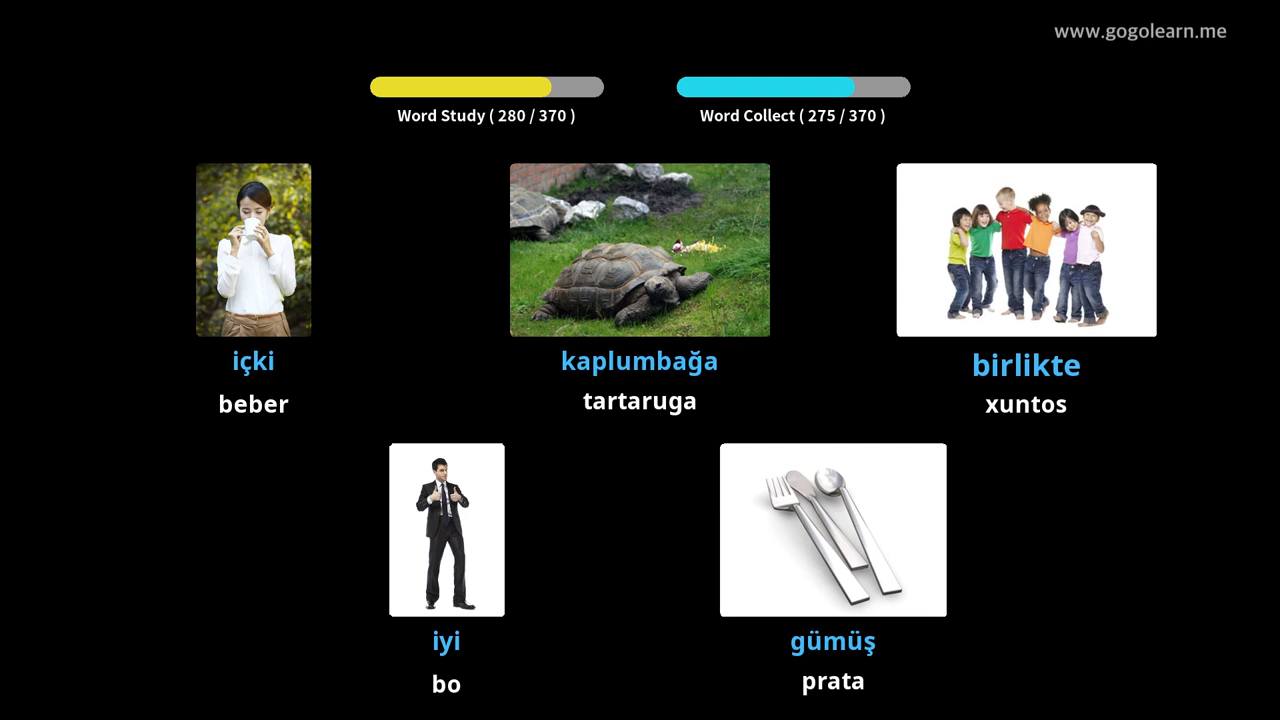 www.gogolearn.me
Word Study ( 280 / 370 )
Word Collect ( 275 / 370 )
içki
kaplumbağa
birlikte
beber
tartaruga
xuntos
iyi
gümüş
bo
prata